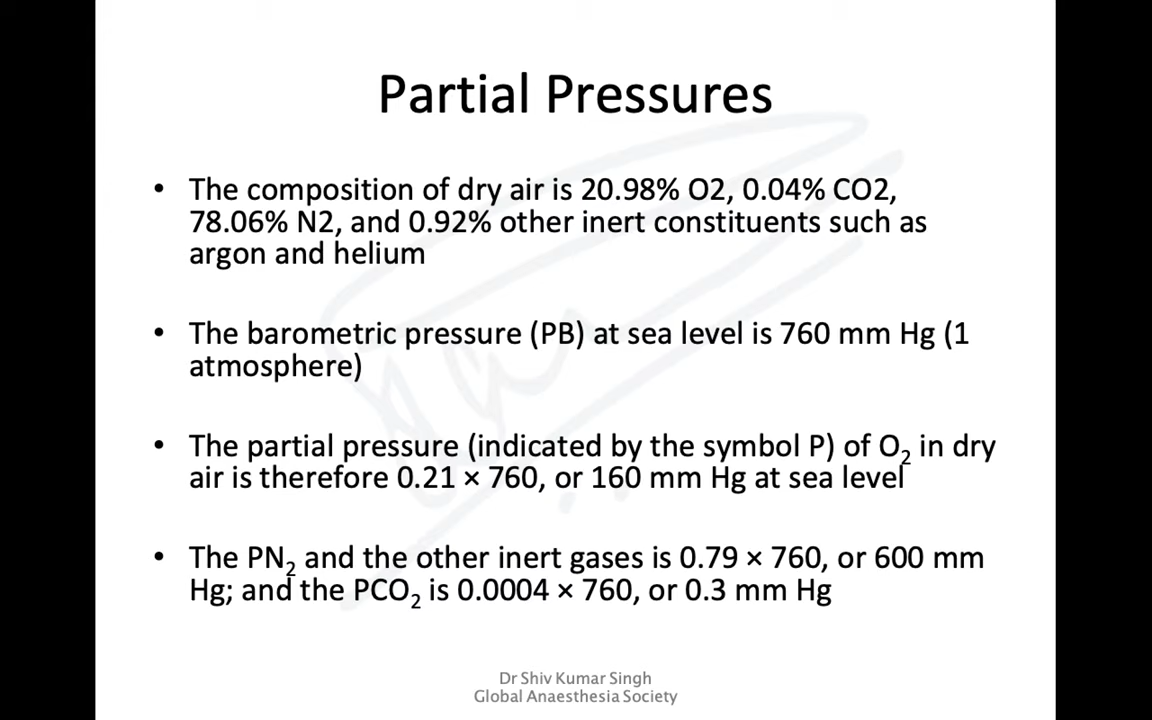 Partial Pressures
• The composition of dry air is 20.98% O2, 0.04% CO2,
78.06% N2, and 0.92% other inert constituents such as
argon and helium
• The barometric pressure (PB) at sea level is 760 mm Hg (1
atmosphere)
• The partial pressure (indicated by the symbol P) of O₂ in dry
air is therefore 0.21 × 760, or 160 mm Hg at sea level
• The PN₂ and the other inert gases is 0.79 × 760, or 600 mm
Hg; and the PCO₂ is 0.0004 × 760, or 0.3 mm Hg
Dr Shiv Kumar Singh
Global Anaesthesia Society